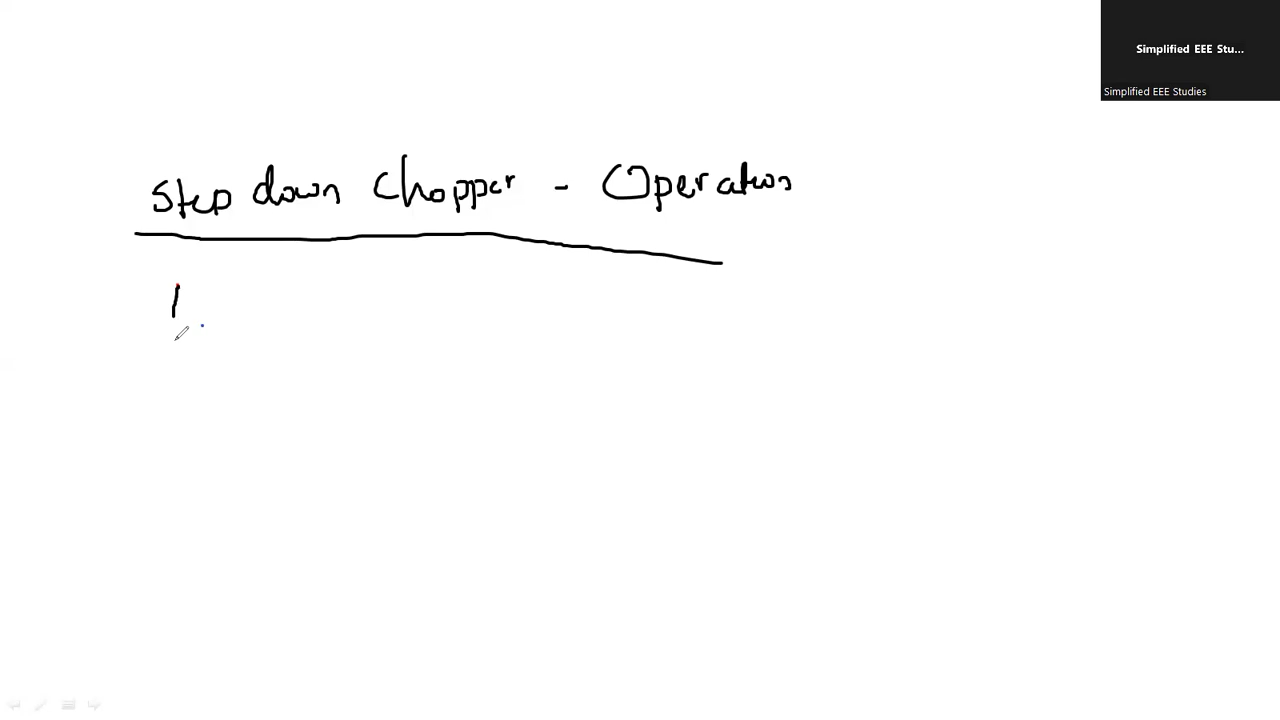 Simplified EEE Stu...
Simplified EEE Studies
Step down Chopper - Operation